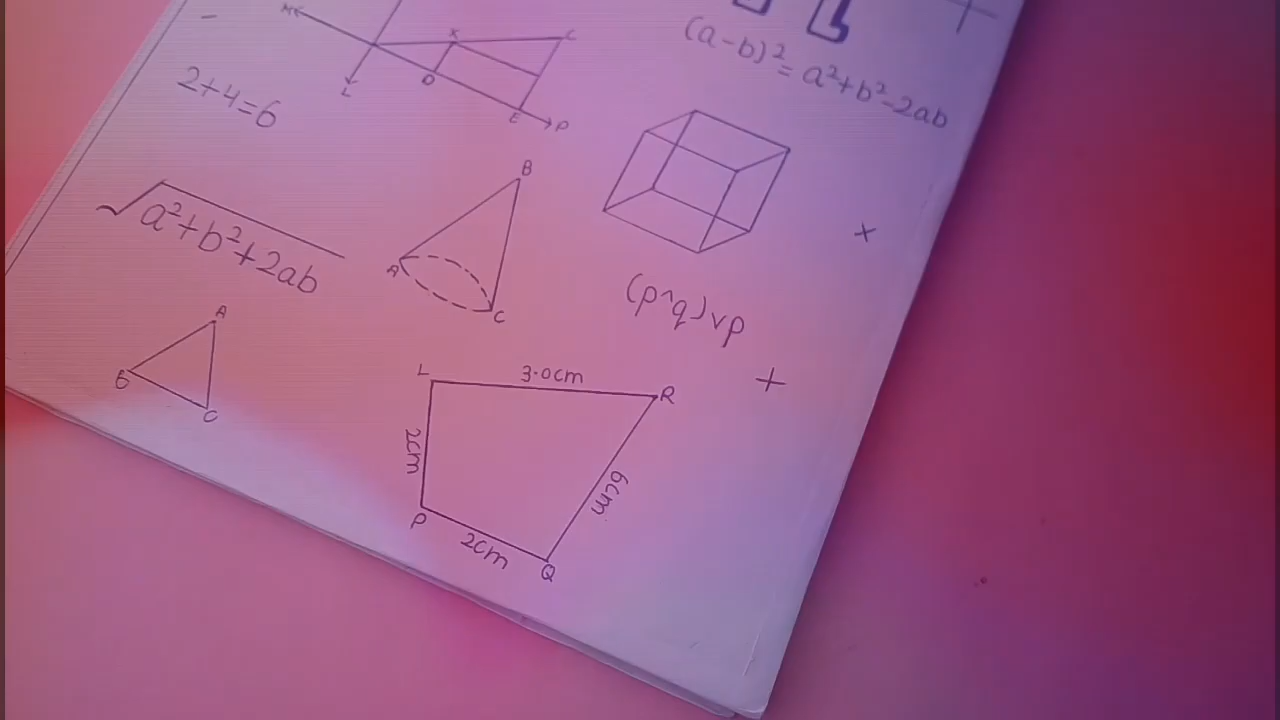 M
K
C
L
D
E
P
(a-b)²=a²+b²-2ab
2+4=6
√a²+b²+2ab
B
A
C
×
(p^q)vp
A
B
C
+
L
3.0cm
R
2cm
6cm
P
2cm
Q